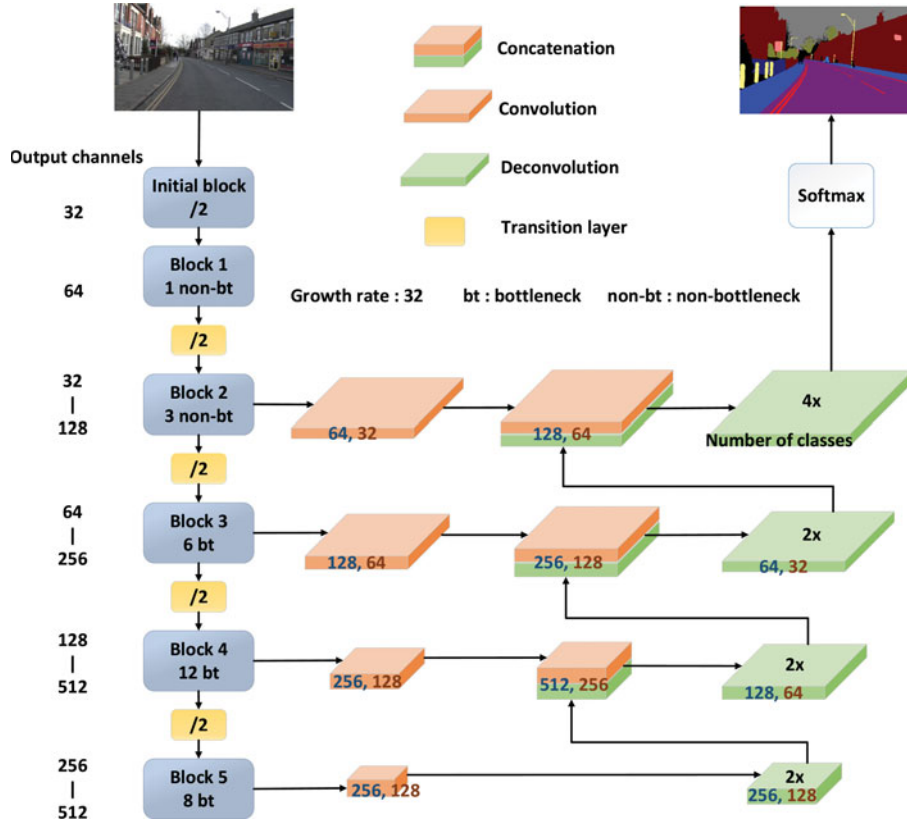 Concatenation
Convolution
Output channels
Deconvolution
Initial block
/2
Softmax
32
Transition layer
Block 1
1 non-bt
64
Growth rate : 32 bt : bottleneck non-bt : non-bottleneck
/2
32
128
Block 2
3 non-bt
64, 32
128, 64
4x
Number of classes
/2
64
256
Block 3
6 bt
128, 64
256, 128
2x
64, 32
/2
128
512
Block 4
12 bt
256, 128
512, 256
2x
128, 64
/2
256
512
Block 5
8 bt
256, 128
2x
256, 128